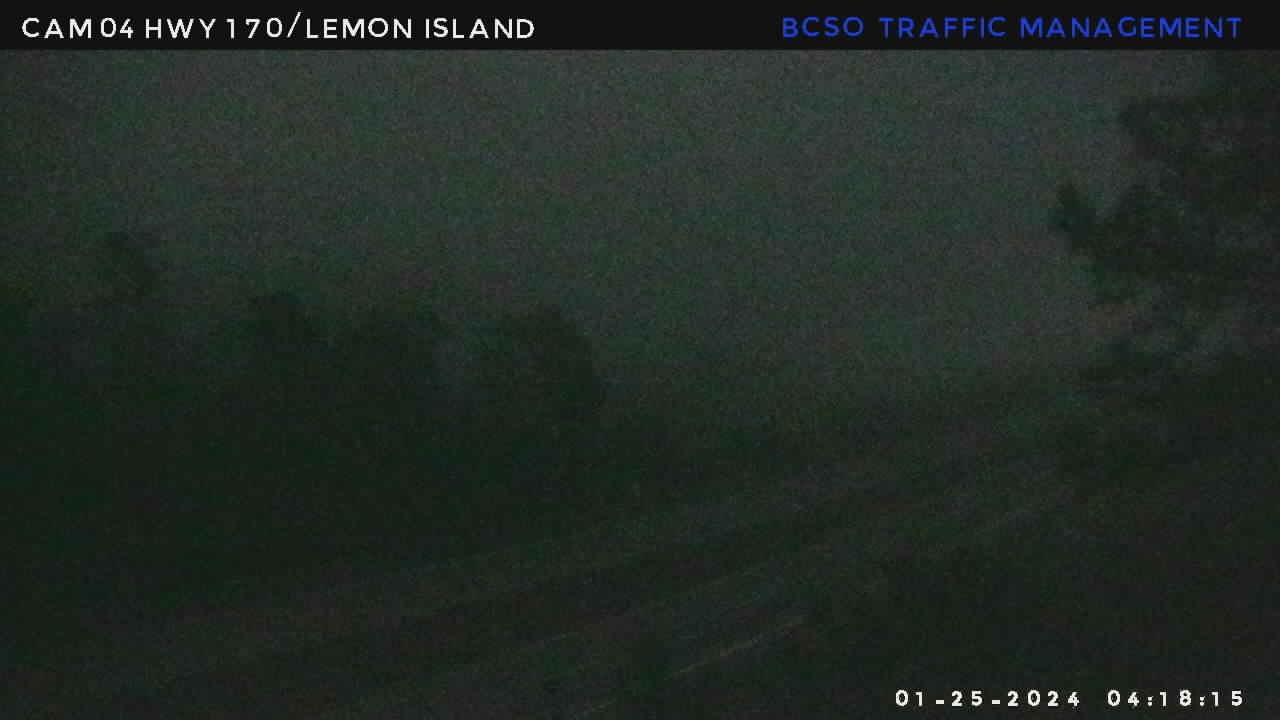 CAM04 HWY 170/LEMON ISLAND
BCSO TRAFFIC MANAGEMENT
01-25-2024 04:18:15